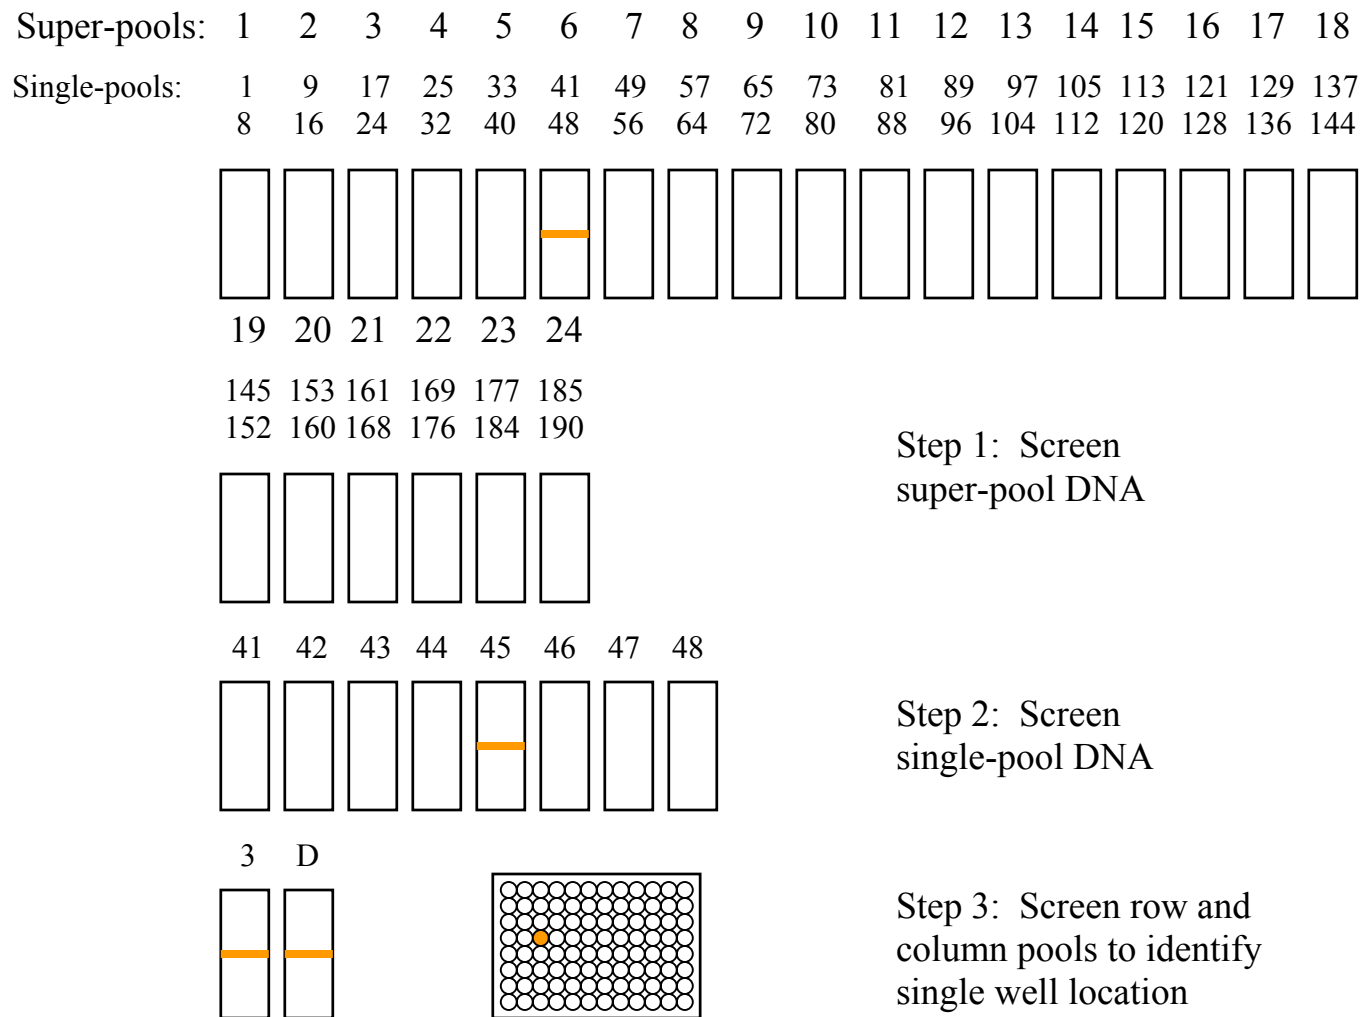 Super-pools: 1 2 3 4 5 6 7 8 9 10 11 12 13 14 15 16 17 18
Single-pools: 1 9 17 25 33 41 49 57 65 73 81 89 97 105 113 121 129 137
8 16 24 32 40 48 56 64 72 80 88 96 104 112 120 128 136 144
19 20 21 22 23 24
145 153 161 169 177 185
152 160 168 176 184 190
Step 1: Screen
super-pool DNA
41 42 43 44 45 46 47 48
Step 2: Screen
single-pool DNA
3 D
Step 3: Screen row and
column pools to identify
single well location